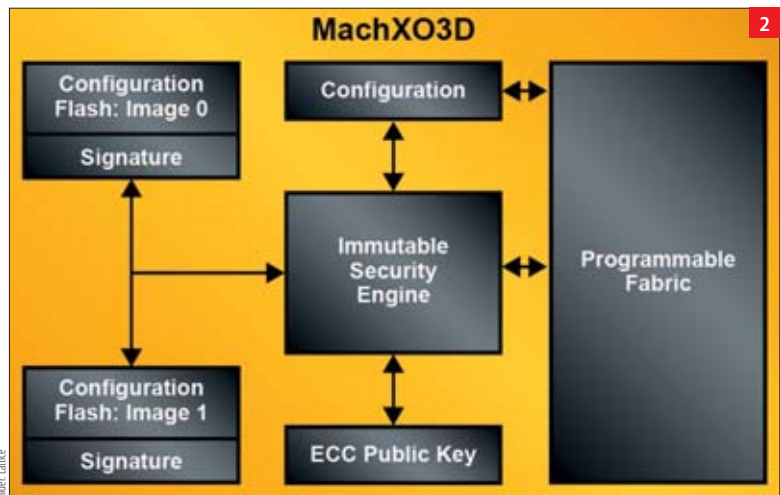 MachXO3D
2
Configuration
Flash: Image 0
Signature
Configuration
Immutable
Security
Engine
Programmable
Fabric
Configuration
Flash: Image 1
Signature
ECC Public Key